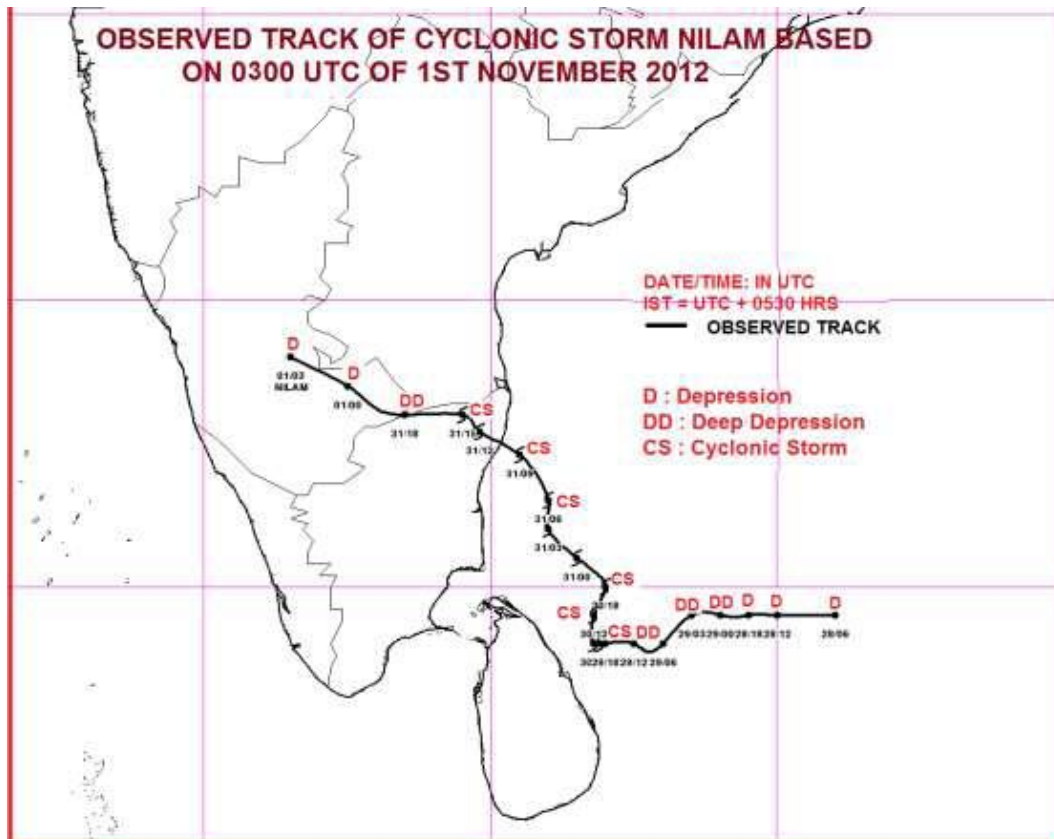 OBSERVED TRACK OF CYCLONIC STORM NILAM BASED
ON 0300 UTC OF 1ST NOVEMBER 2012
DATE/TIME: IN UTC
IST = UTC + 0530 HRS
OBSERVED TRACK
D : Depression
DD : Deep Depression
CS : Cyclonic Storm
D
01/03
NILAM
D
01/00
DD
31/18
CS
31/15
31/12
CS
31/09
CS
31/06
31/03
31/00
CS
30/18
CS
30/12
CS
29/18
29/12
DD
29/06
DD
29/03
DD
29/00
D
28/18
D
28/12
D
28/06